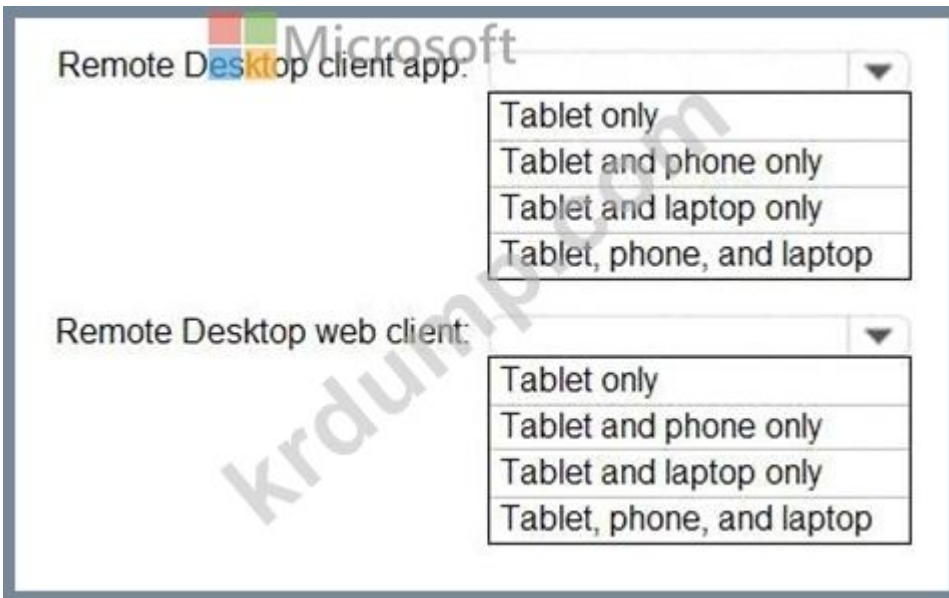 Microsoft
Remote Desktop client app:
Tablet only
Tablet and phone only
Tablet and laptop only
Tablet, phone, and laptop
Remote Desktop web client:
Tablet only
Tablet and phone only
Tablet and laptop only
Tablet, phone, and laptop
krdump.com